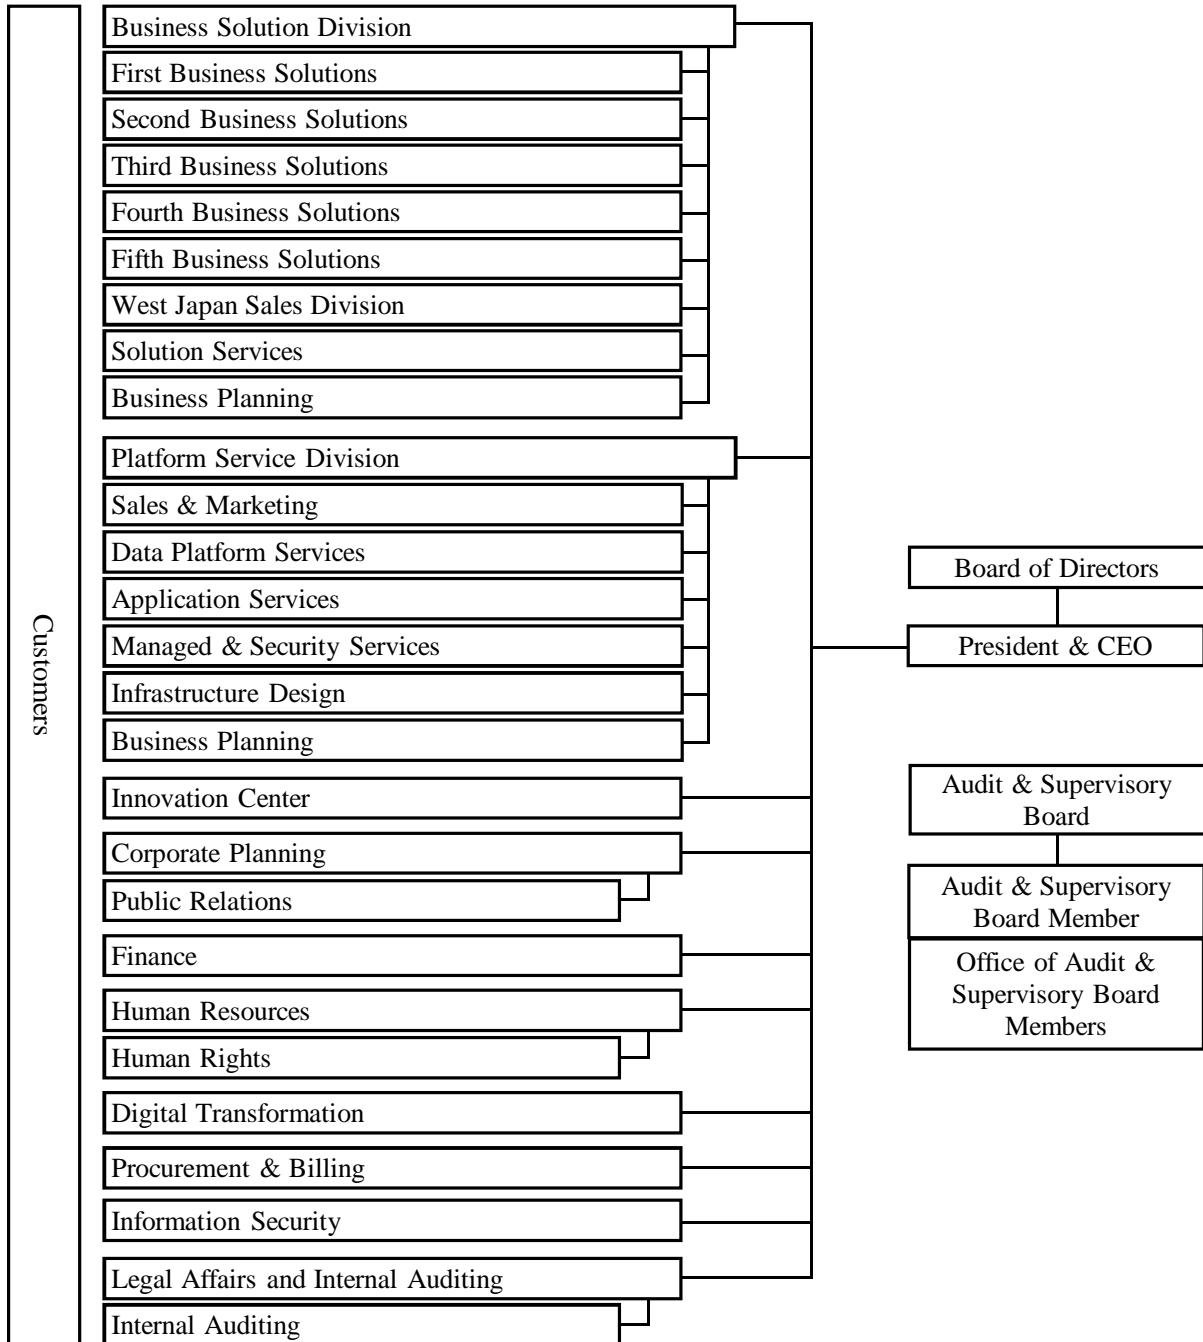 Customers
Business Solution Division
First Business Solutions
Second Business Solutions
Third Business Solutions
Fourth Business Solutions
Fifth Business Solutions
West Japan Sales Division
Solution Services
Business Planning
Platform Service Division
Sales & Marketing
Data Platform Services
Application Services
Managed & Security Services
Infrastructure Design
Business Planning
Innovation Center
Corporate Planning
Public Relations
Finance
Human Resources
Human Rights
Digital Transformation
Procurement & Billing
Information Security
Legal Affairs and Internal Auditing
Internal Auditing
Board of Directors
President & CEO
Audit & Supervisory
Board
Audit & Supervisory
Board Member
Office of Audit &
Supervisory Board
Members